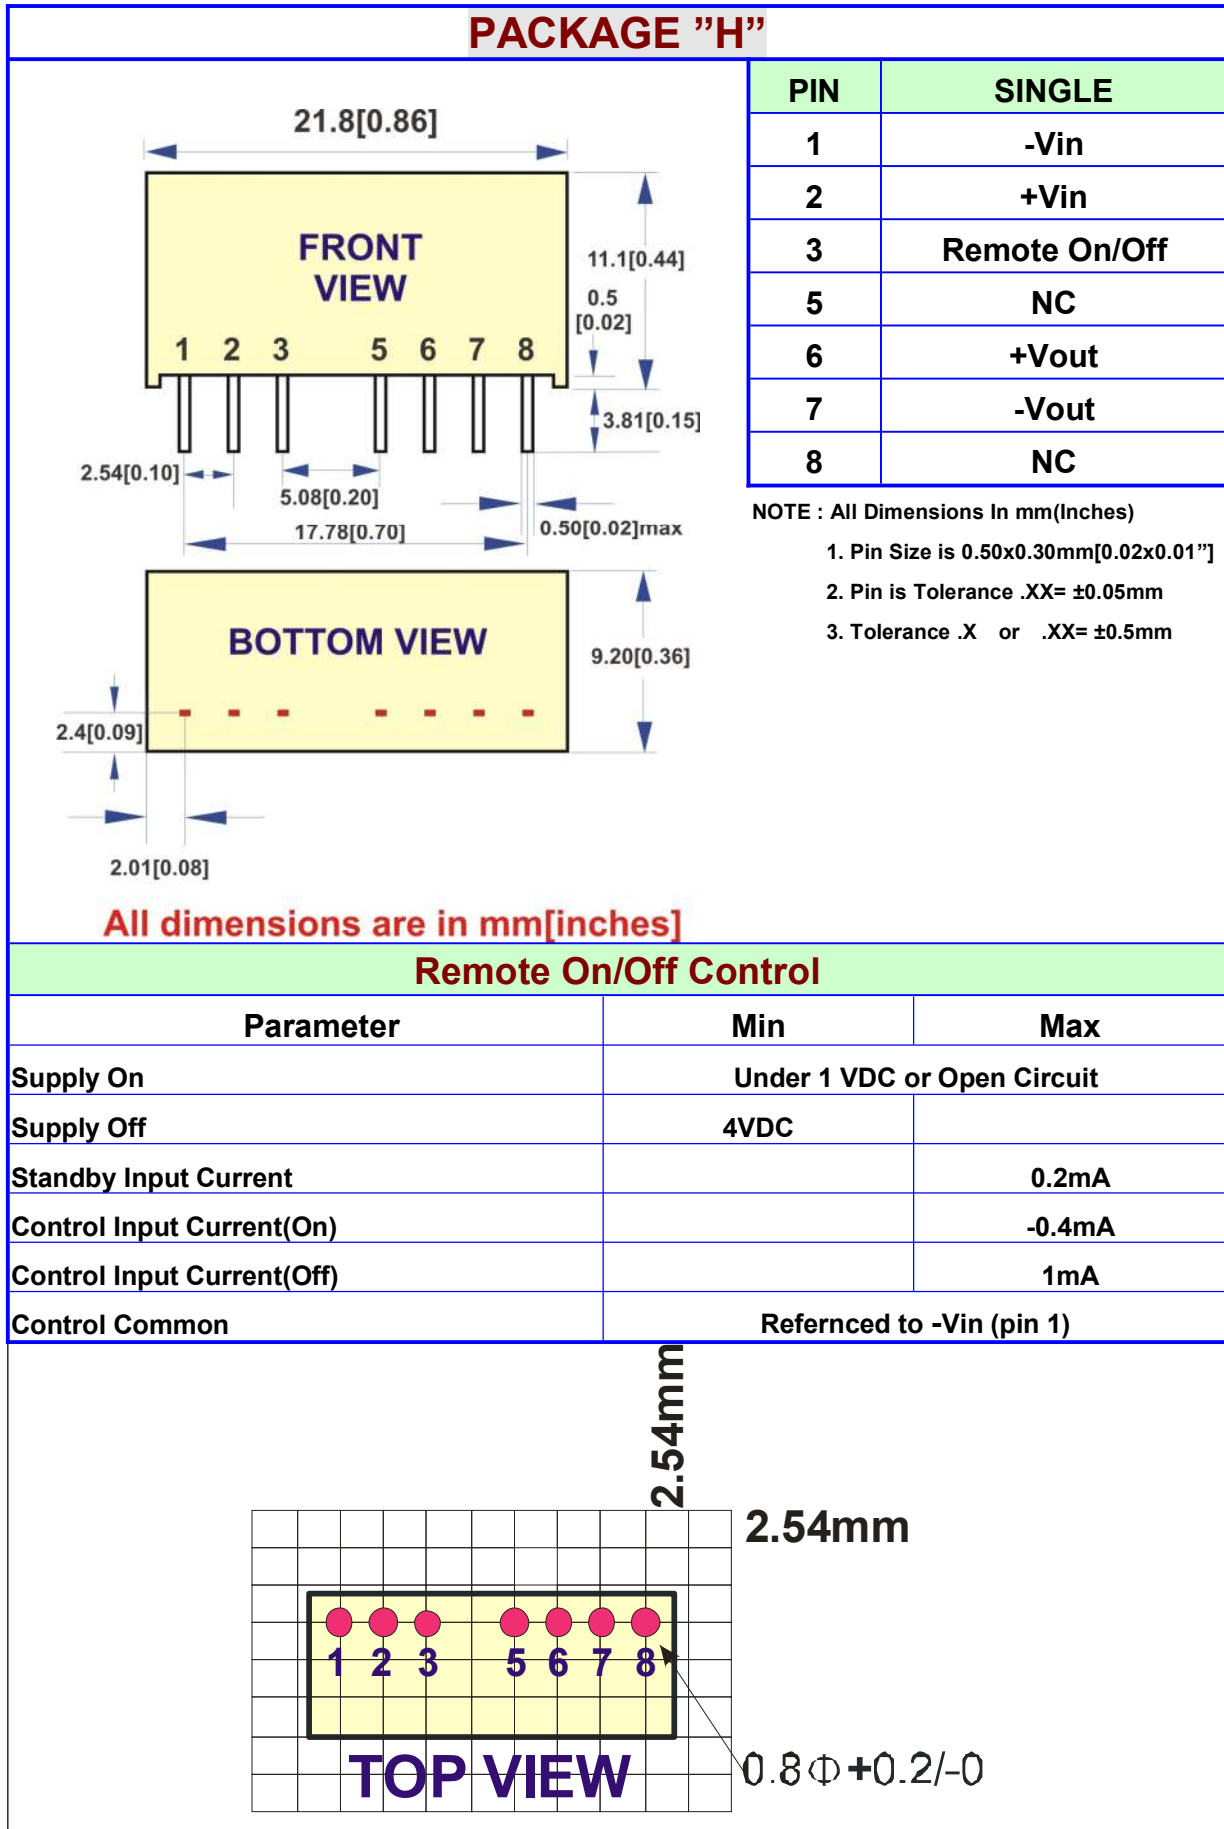 PACKAGE ”H”
21.8[0.86]
FRONT
VIEW
11.1[0.44]
0.5
[0.02]
1 2 3 5 6 7 8
3.81[0.15]
2.54[0.10]
5.08[0.20]
17.78[0.70]
0.50[0.02]max
BOTTOM VIEW
9.20[0.36]
2.4[0.09]
2.01[0.08]
All dimensions are in mm[inches]
PIN SINGLE
1 -Vin
2 +Vin
3 Remote On/Off
5 NC
6 +Vout
7 -Vout
8 NC
NOTE : All Dimensions In mm(Inches)
1. Pin Size is 0.50x0.30mm[0.02x0.01”]
2. Pin is Tolerance .XX= ±0.05mm
3. Tolerance .X or .XX= ±0.5mm
Remote On/Off Control
Parameter Min Max
Supply On Under 1 VDC or Open Circuit
Supply Off 4VDC
Standby Input Current 0.2mA
Control Input Current(On) -0.4mA
Control Input Current(Off) 1mA
Control Common Refernced to -Vin (pin 1)
2.54mm
2.54mm
1 2 3 5 6 7 8
TOP VIEW
0.8Φ+0.2/-0